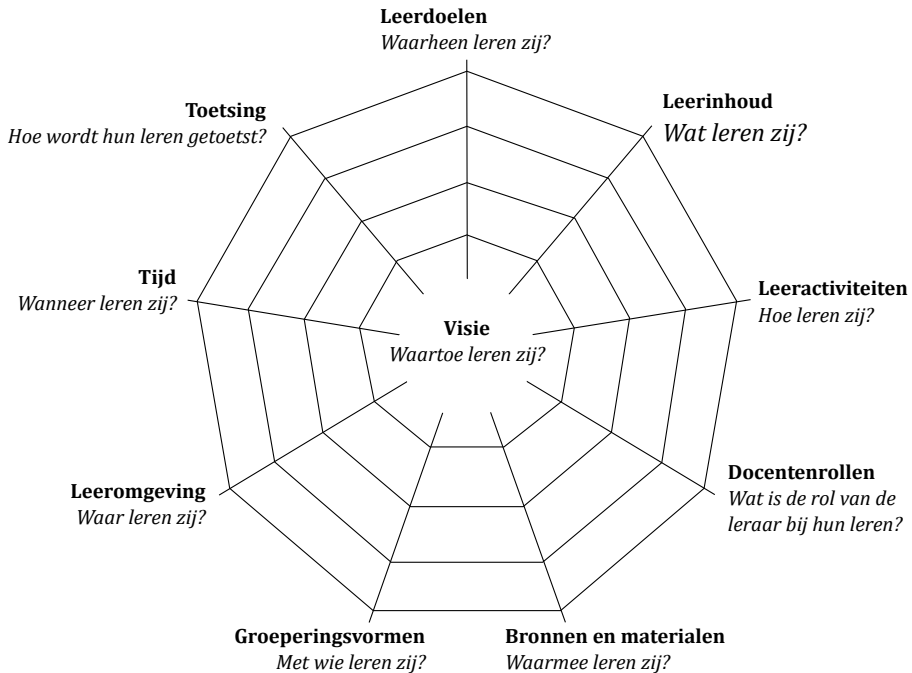 Leerdoelen
Waarheen leren zij?
Leerinhoud
Wat leren zij?
Leeractiviteiten
Hoe leren zij?
Docentenrollen
Wat is de rol van de
leraar bij hun leren?
Bronnen en materialen
Waarmee leren zij?
Groeperingsvormen
Met wie leren zij?
Leeromgeving
Waar leren zij?
Tijd
Wanneer leren zij?
Toetsing
Hoe wordt hun leren getoetst?
Visie
Waartoe leren zij?